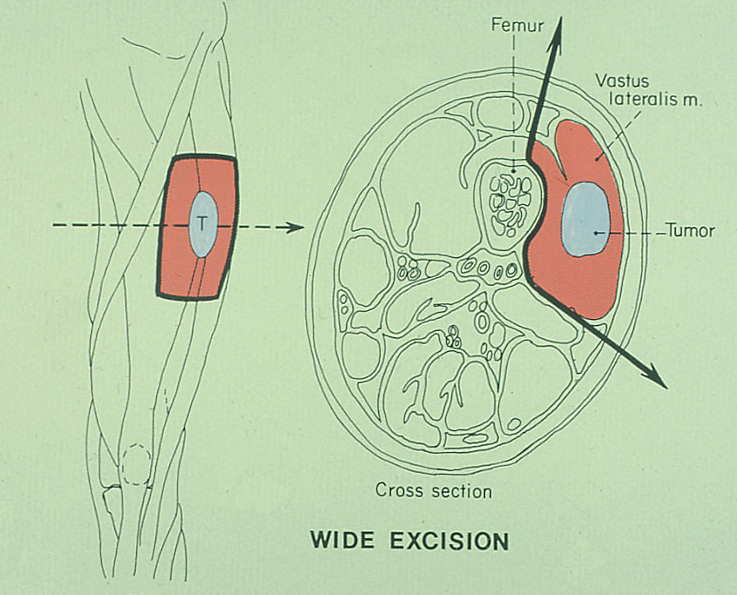 Femur
Vastus
lateralis m.
T
Tumor
Cross section
WIDE EXCISION